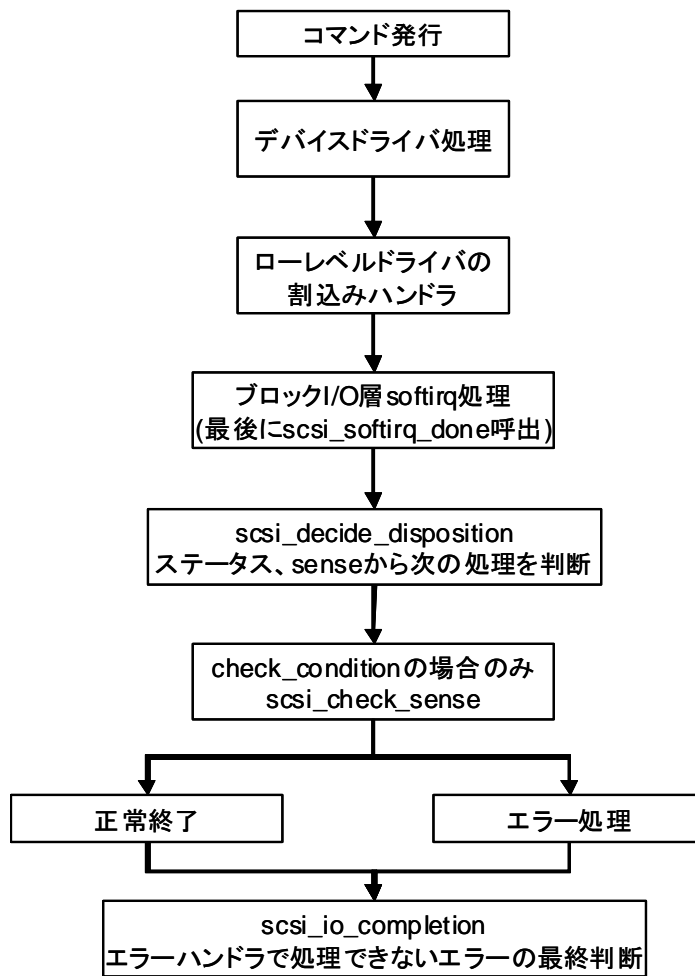 コマンド発行
デバイスドライバ処理
ローレベルドライバの
割込みハンドラ
ブロックI/O層softirq処理
(最後にscsi_softirq_done呼出)
scsi_decide_disposition
ステータス、senseから次の処理を判断
check_conditionの場合のみ
scsi_check_sense
正常終了
エラー処理
scsi_io_completion
エラーハンドラで処理できないエラーの最終判断